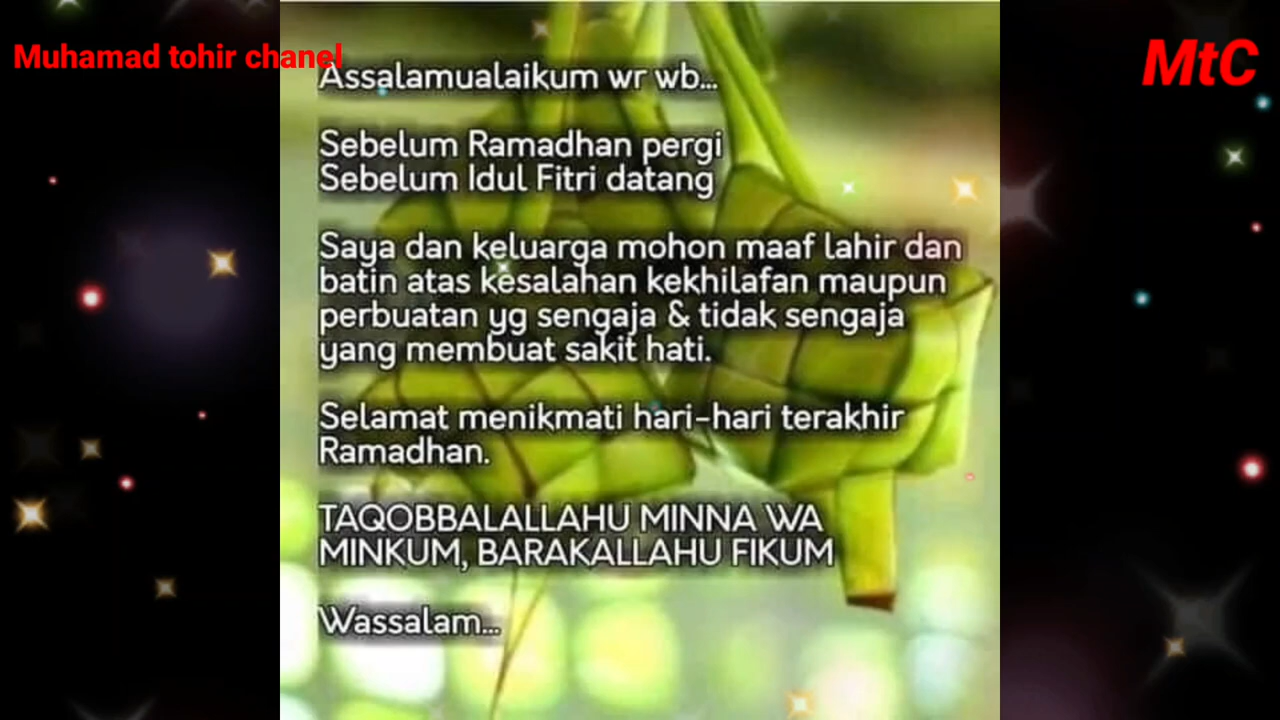 Muhamad tohir chanel
MtC
Assalamualaikum wr wb...
Sebelum Ramadhan pergi
Sebelum Idul Fitri datang
Saya dan keluarga mohon maaf lahir dan
batin atas kesalahan kekhilafan maupun
perbuatan yg sengaja & tidak sengaja
yang membuat sakit hati.
Selamat menikmati hari-hari terakhir
Ramadhan.
TAQOBBALALLAHU MINNA WA
MINKUM, BARAKALLAHU FIKUM
Wassalam...